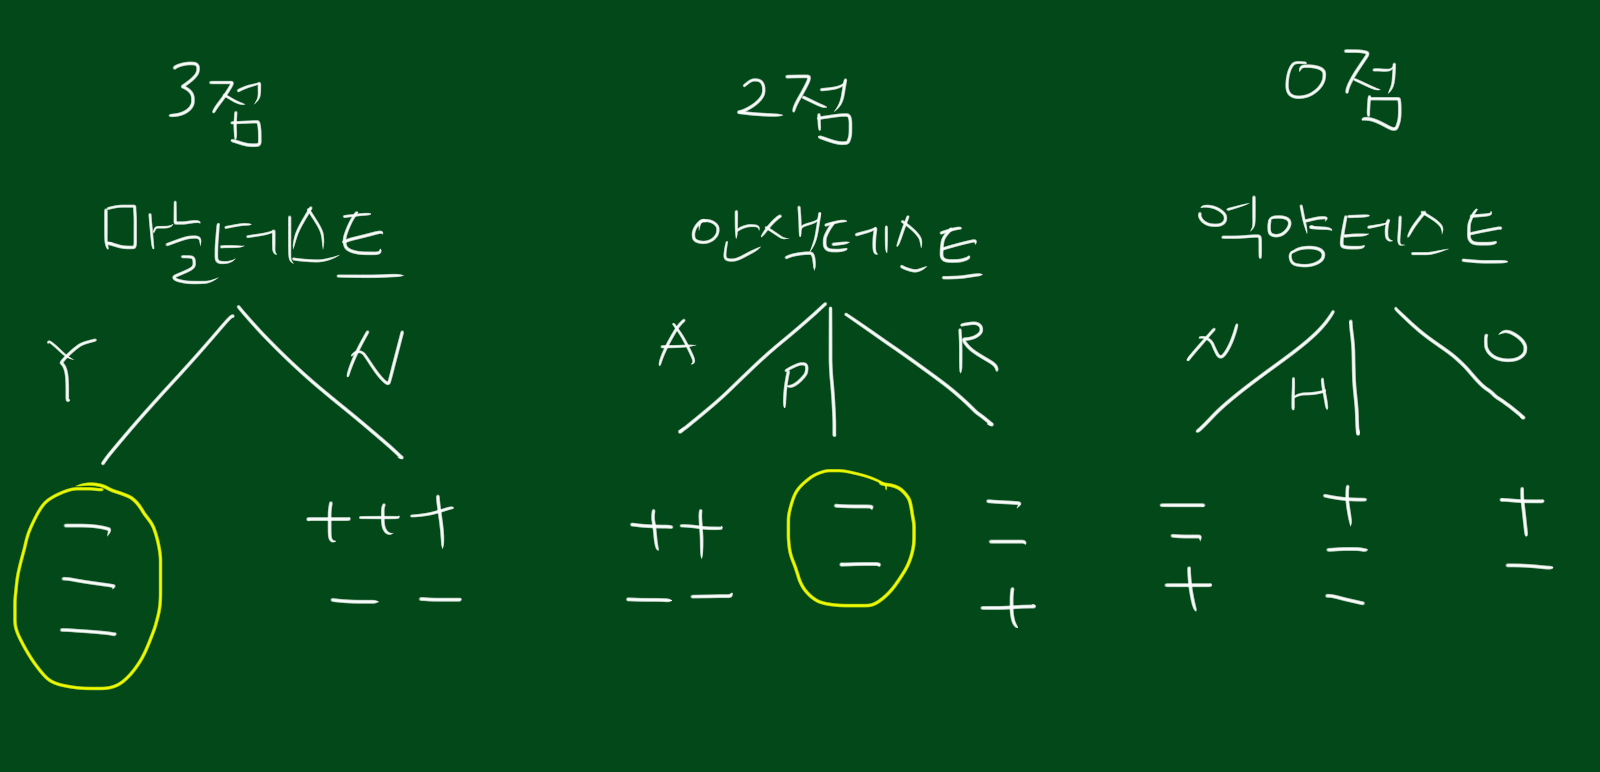 3점 2점 0점
마늘테스트 안색테스트 억양테스트
Y N A P R N H O
− +++ ++ − − − + +
− − − − − − − − − −
− + + −